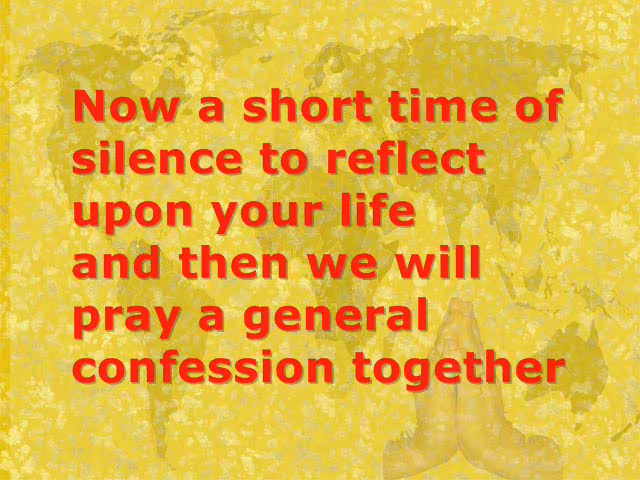 Now a short time of
silence to reflect
upon your life
and then we will
pray a general
confession together